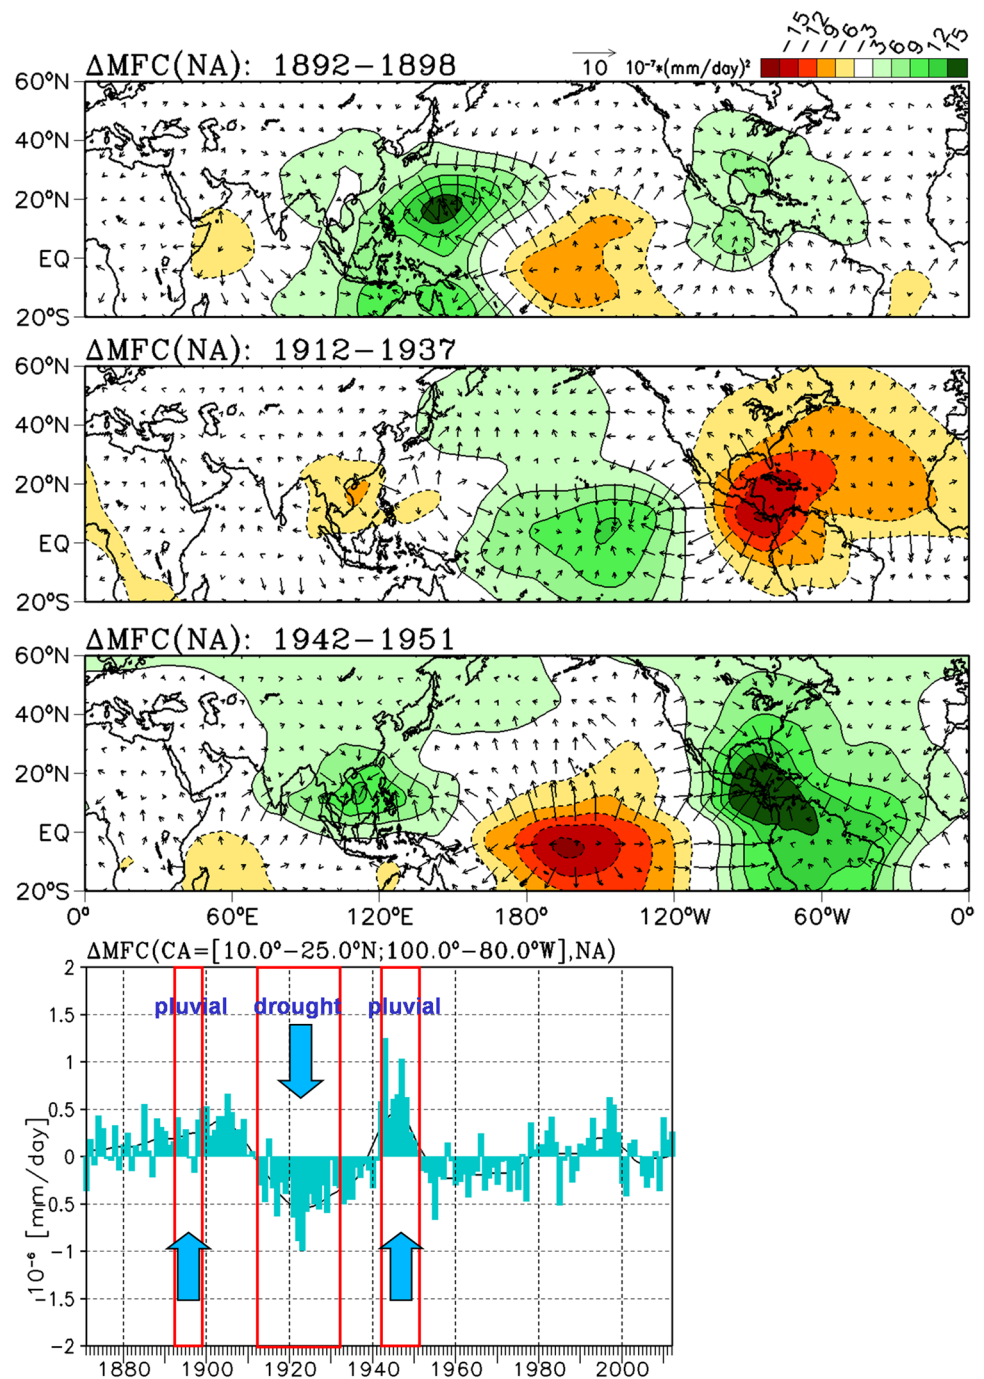 −15
−12
−9
−6
−3
3
6
9
12
15
ΔMFC(NA): 1892−1898
10
10⁻⁷*(mm/day)²
60°N
40°N
20°N
EQ
20°S
ΔMFC(NA): 1912−1937
60°N
40°N
20°N
EQ
20°S
ΔMFC(NA): 1942−1951
60°N
40°N
20°N
EQ
20°S
0°
60°E
120°E
180°
120°W
60°W
0°
ΔMFC(CA=[10.0°−25.0°N;100.0°−80.0°W],NA)
2
1.5
1
0.5
0
−0.5
−1
−1.5
−2
10⁻⁶ [mm/day]
pluvial
drought
pluvial
1880
1900
1920
1940
1960
1980
2000